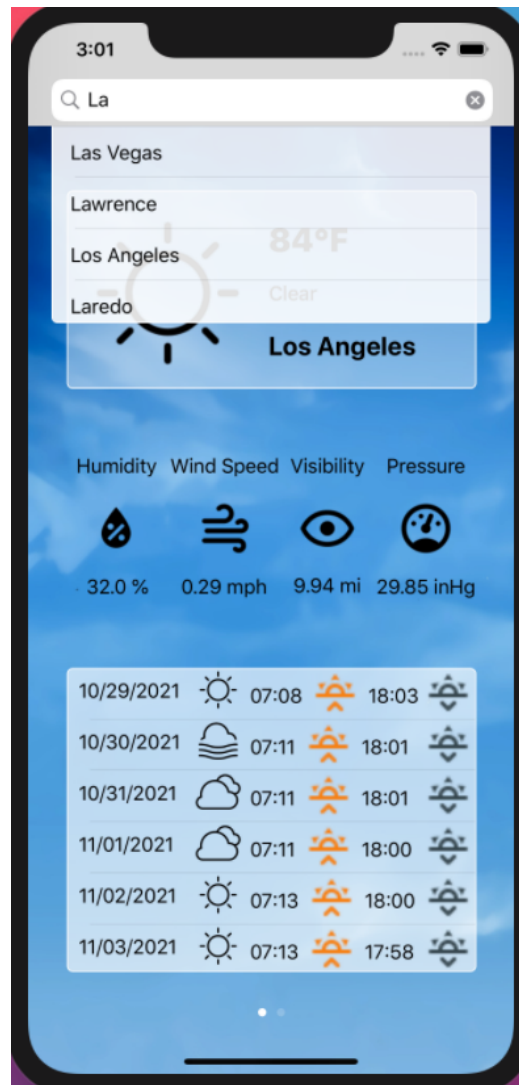 3:01
La
Las Vegas
Lawrence
84°F
Los Angeles
Clear
Laredo
Los Angeles
Humidity Wind Speed Visibility Pressure
32.0 % 0.29 mph 9.94 mi 29.85 inHg
10/29/2021 07:08 18:03
10/30/2021 07:11 18:01
10/31/2021 07:11 18:01
11/01/2021 07:11 18:00
11/02/2021 07:13 18:00
11/03/2021 07:13 17:58